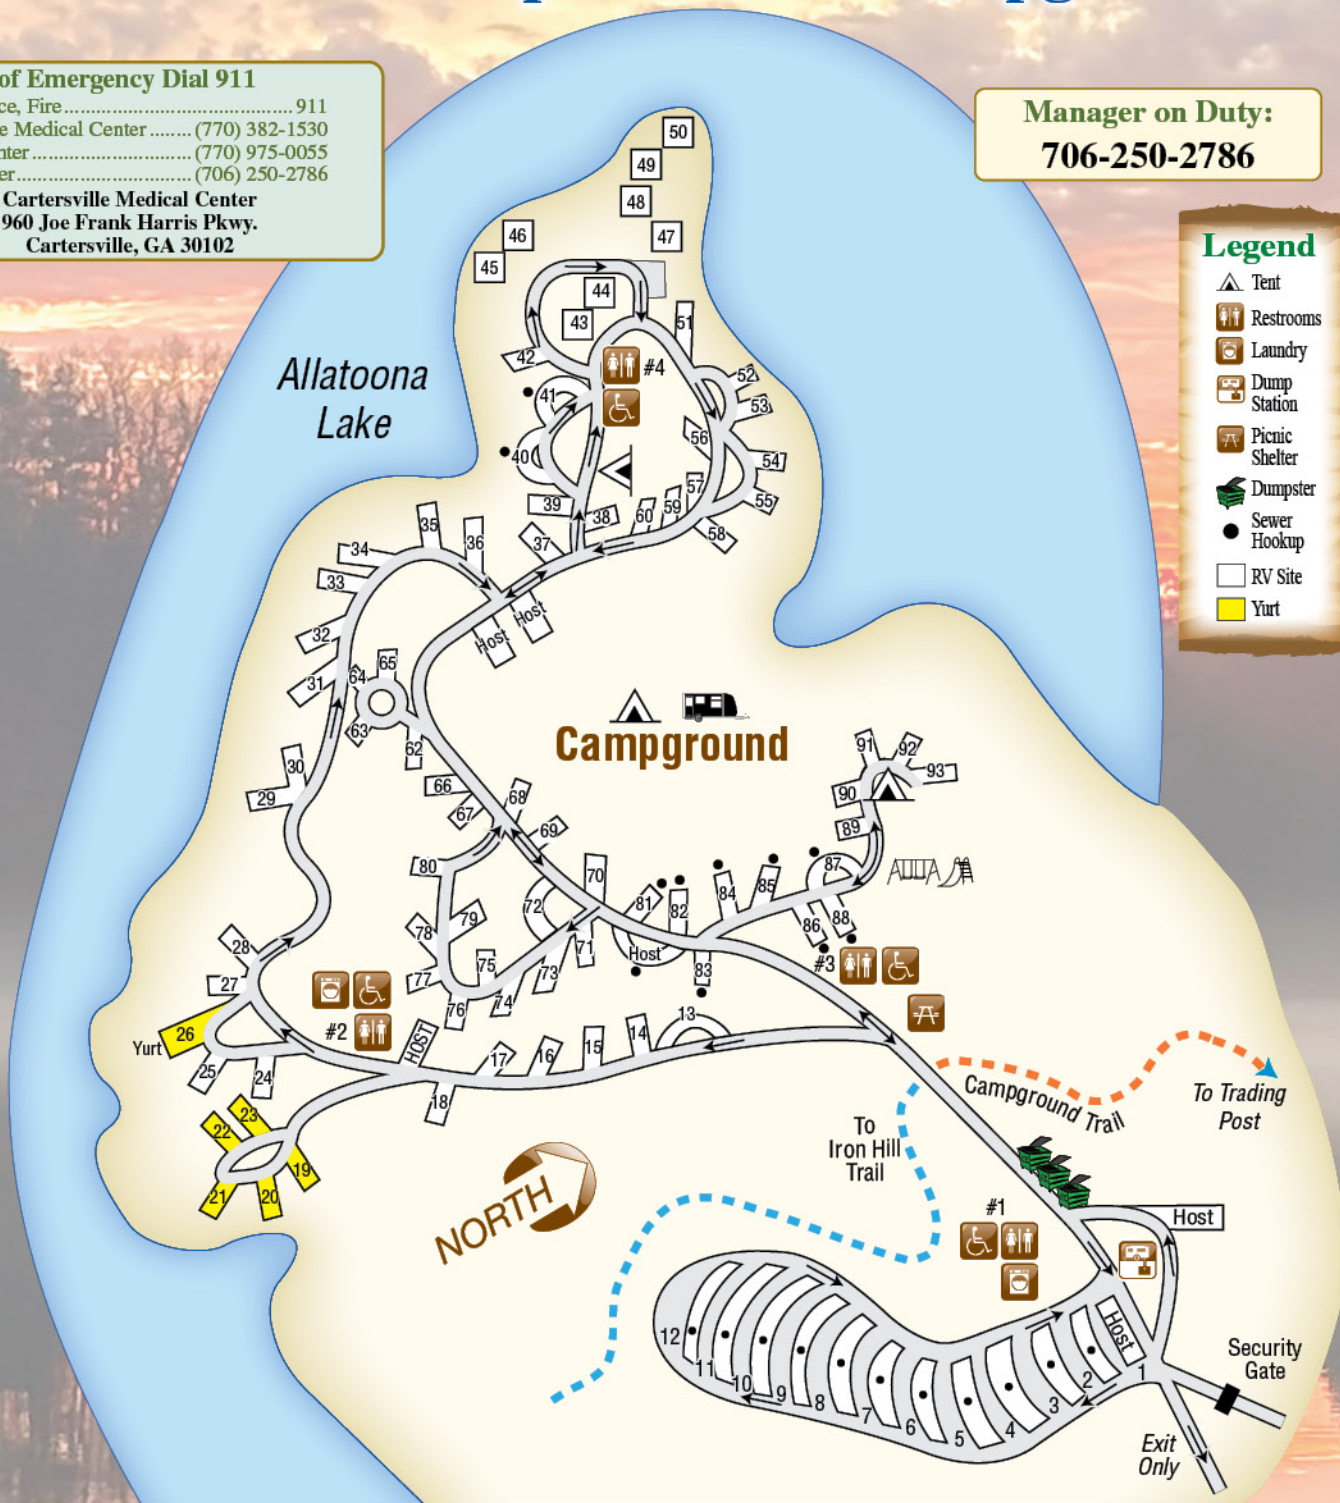 of Emergency Dial 911
ce, Fire 911
e Medical Center (770) 382-1530
nter (770) 975-0055
er (706) 250-2786
Cartersville Medical Center
960 Joe Frank Harris Pkwy.
Cartersville, GA 30102
Manager on Duty:
706-250-2786
Legend
Tent
Restrooms
Laundry
Dump
Station
Picnic
Shelter
Dumpster
Sewer
Hookup
RV Site
Yurt
Allatoona
Lake
50
49
48
47
46
45
44
43
51
42
#4
41
52
53
56
40
54
57
55
39
38
60
59
58
37
35
36
34
33
Host
Host
32
65
64
31
63
62
Campground
30
29
66
67
68
69
91
92
93
90
89
80
70
87
72
81
82
84
85
79
78
86
88
71
Host
28
75
73
83
#3
27
77
74
76
13
#2
26
Yurt
HOST
17
16
15
14
25
24
18
Campground Trail
To Trading
Post
23
22
To
Iron Hill
Trail
19
21
20
NORTH
#1
Host
Host
12
11
10
9
8
7
6
5
4
3
2
1
Security
Gate
Exit
Only